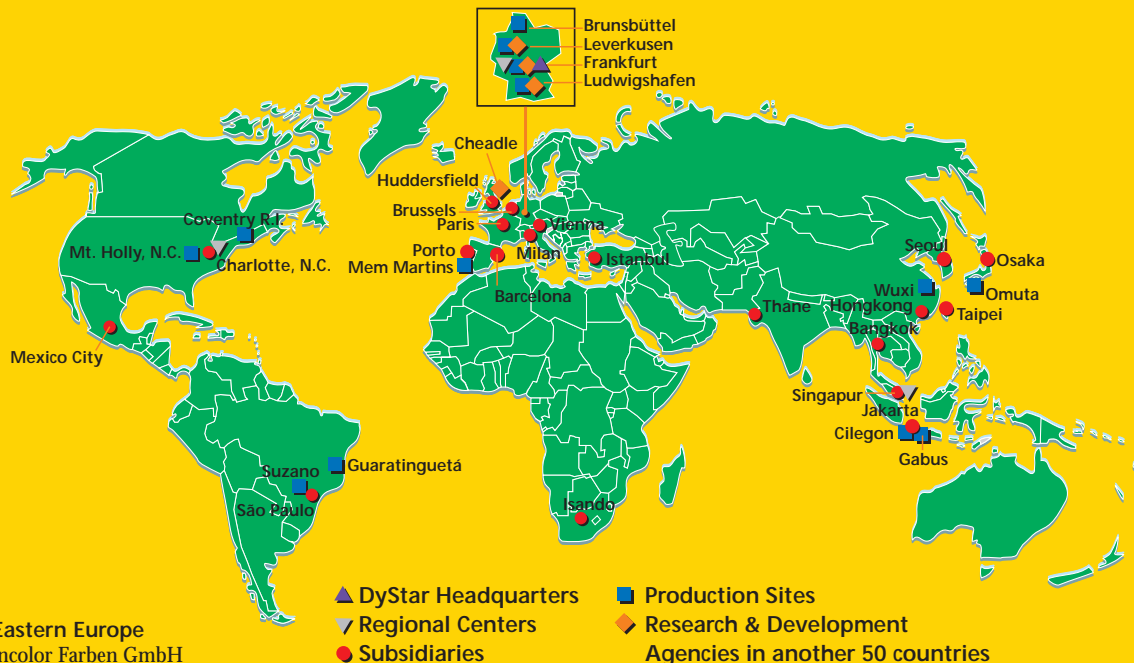 Brunsbüttel
Leverkusen
Frankfurt
Ludwigshafen
Cheadle
Huddersfield
Brussels
Paris
Vienna
Milan
Istanbul
Porto
Mem Martins
Barcelona
Coventry R.I.
Mt. Holly, N.C.
Charlotte, N.C.
Mexico City
Seoul
Osaka
Wuxi
Omuta
Hongkong
Taipei
Thane
Bangkok
Singapur
Jakarta
Cilegon
Gabus
Guaratinguetá
Suzano
São Paulo
Isando
DyStar Headquarters
Production Sites
Regional Centers
Research & Development
Subsidiaries
Agencies in another 50 countries
Eastern Europe
ncolor Farben GmbH